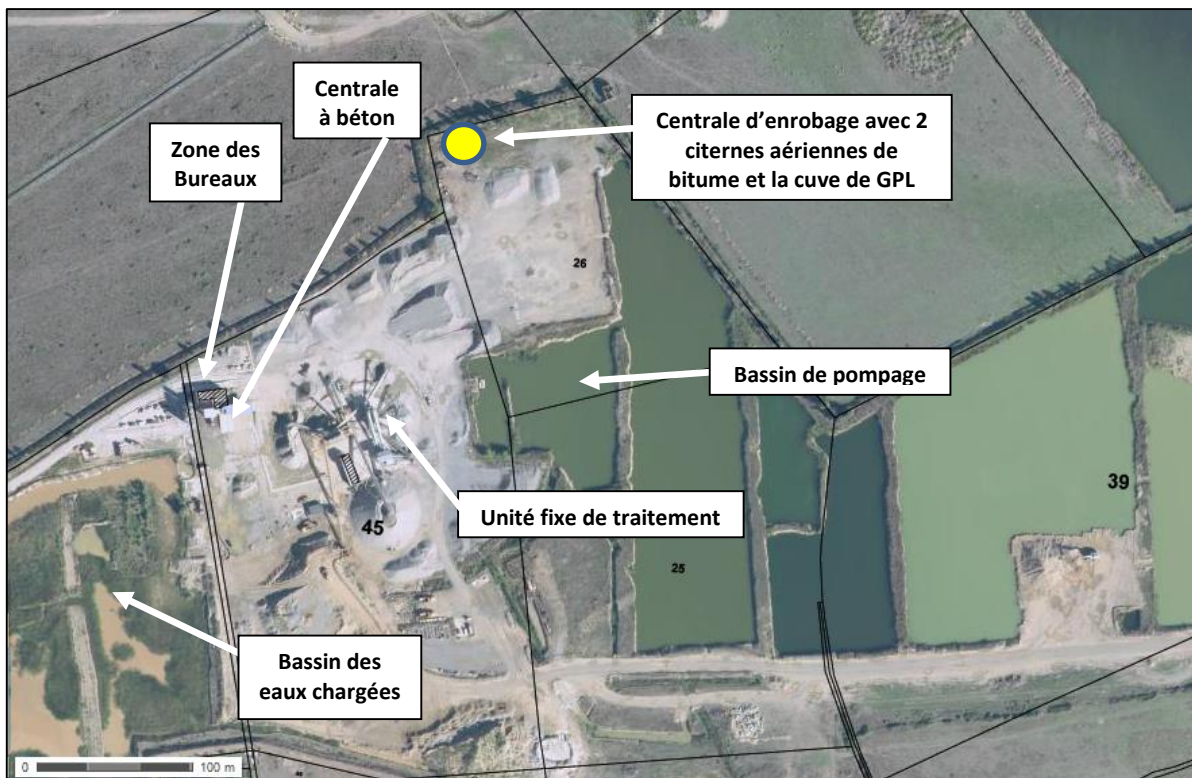 Centrale
à béton
Zone des
Bureaux
Centrale d’enrobage avec 2
citernes aériennes de
bitume et la cuve de GPL
26
Bassin de pompage
39
Unité fixe de traitement
45
25
Bassin des
eaux chargées
0 100 m